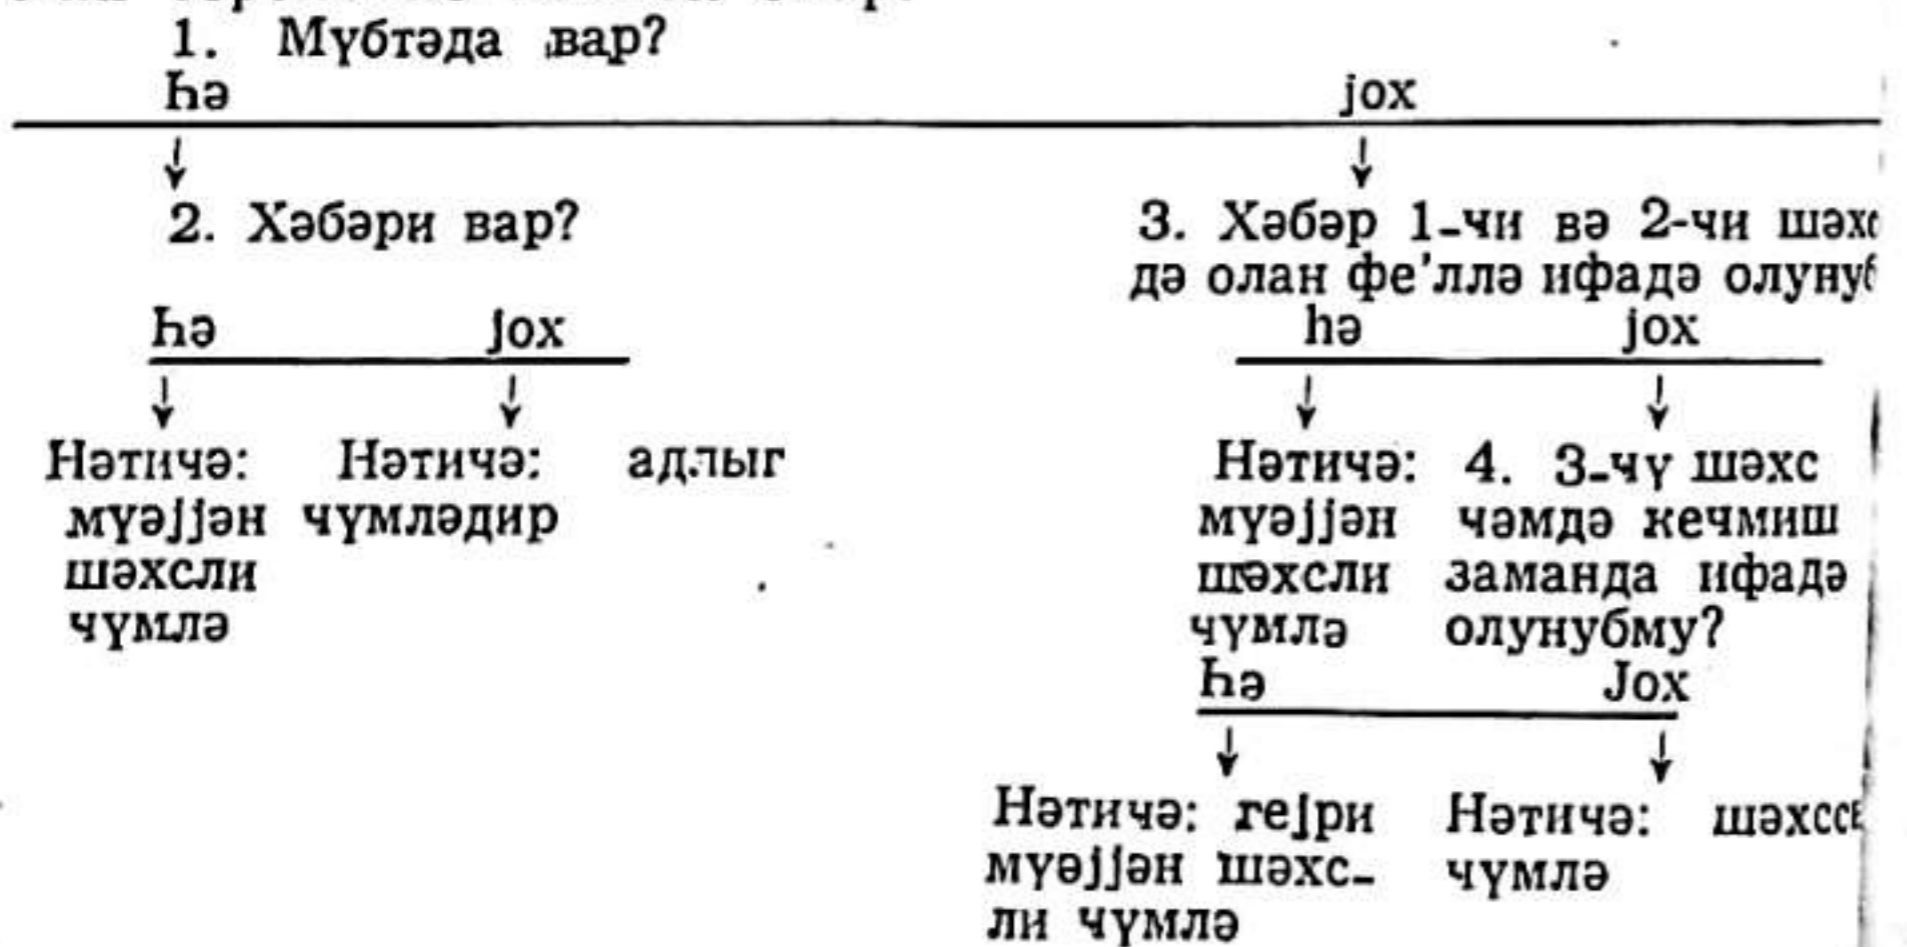 1. Мүбтәда вар?
Һә јох
2. Хәбәри вар? 3. Хәбәр 1-чи вә 2-чи
дә олан фе'ллә ифадә
Һә јох һә јох
Нәтичә: Нәтичә: адлыг Нәтичә: 4. 3-чү шәхс
мүәјјән чүмләдир мүәјјән чәмдә кечмиш
шәхсли шәхсли заманда ифадә
чүмлә чүмлә олунубму?
Һә Јох
Нәтичә: гејри Нәтичә:
мүәјјән шәхс- чүмлә
ли чүмлә